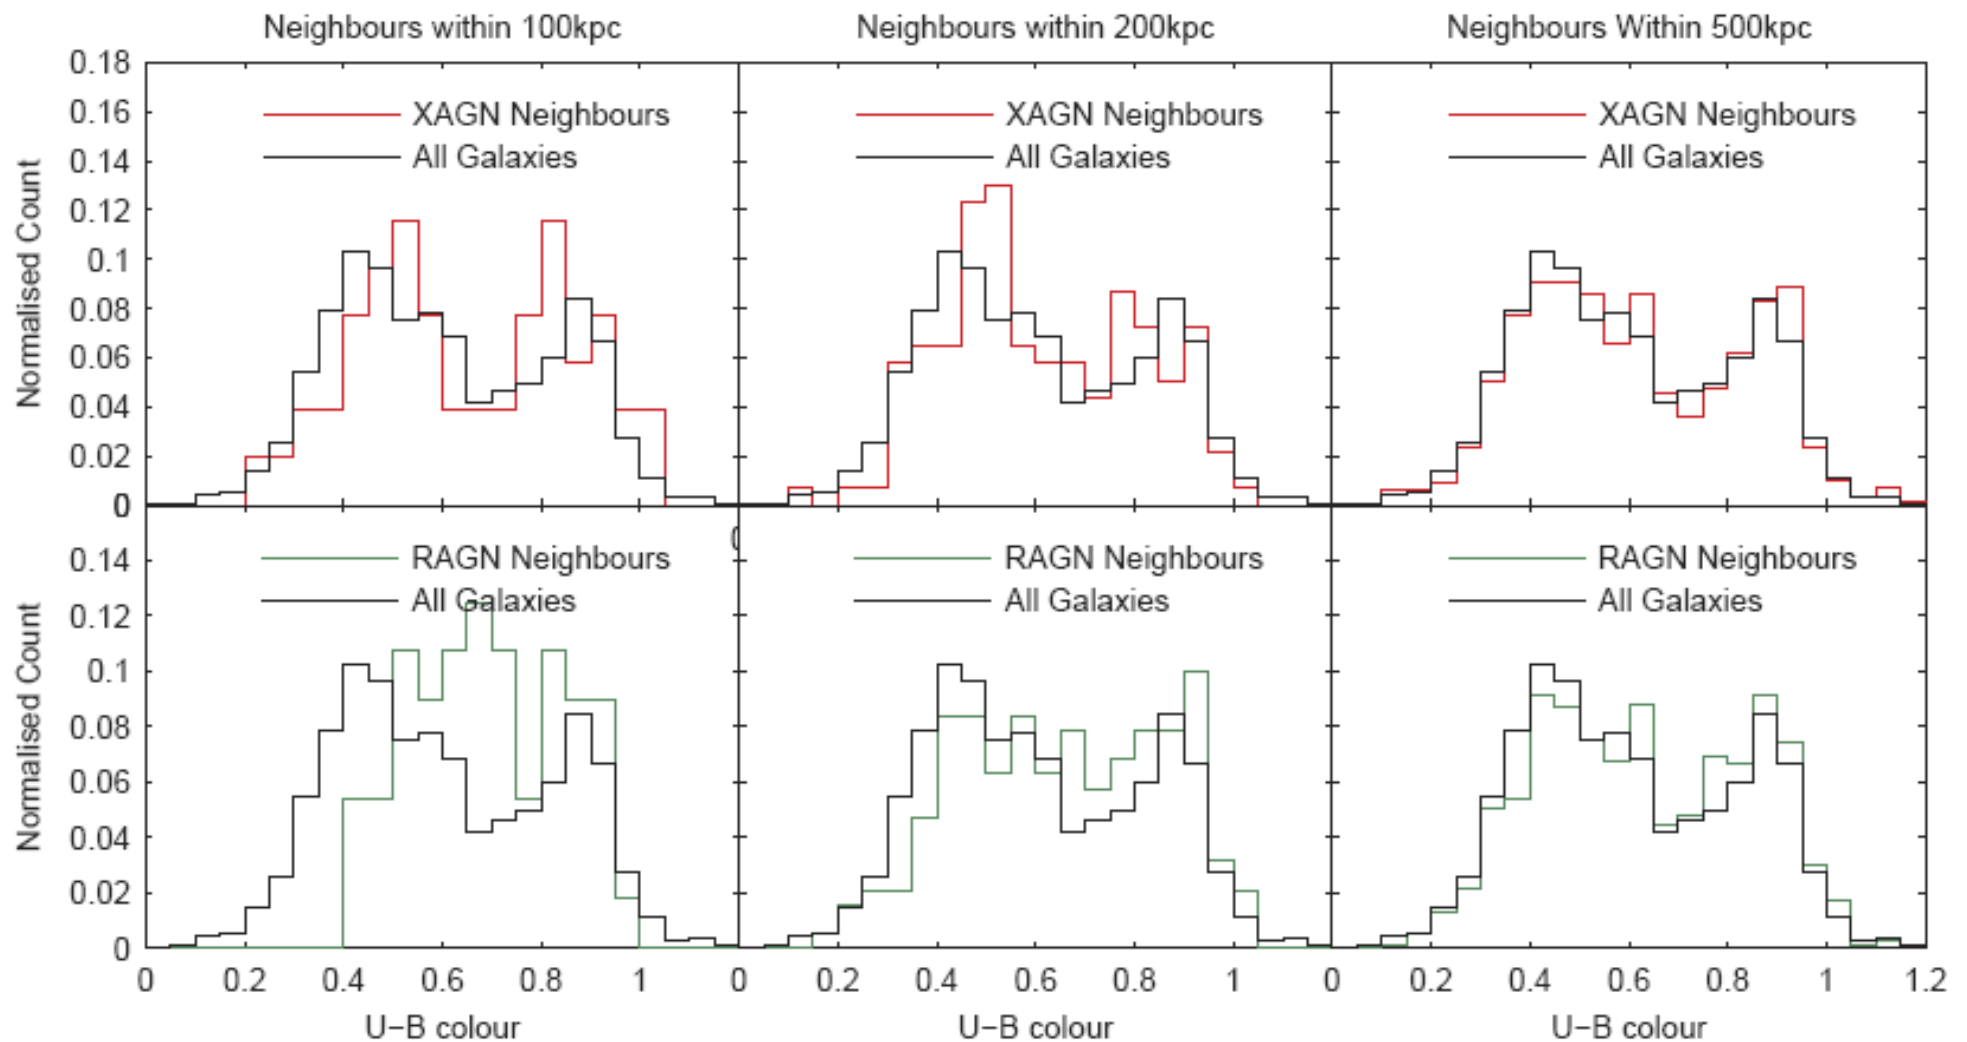 Neighbours within 100kpc
Neighbours within 200kpc
Neighbours Within 500kpc
Normalised Count
0.18
0.16
0.14
0.12
0.1
0.08
0.06
0.04
0.02
0
XAGN Neighbours
All Galaxies
XAGN Neighbours
All Galaxies
XAGN Neighbours
All Galaxies
Normalised Count
0.14
0.12
0.1
0.08
0.06
0.04
0.02
0
RAGN Neighbours
All Galaxies
RAGN Neighbours
All Galaxies
RAGN Neighbours
All Galaxies
0 0.2 0.4 0.6 0.8 1
0 0.2 0.4 0.6 0.8 1
0 0.2 0.4 0.6 0.8 1 1.2
U−B colour
U−B colour
U−B colour